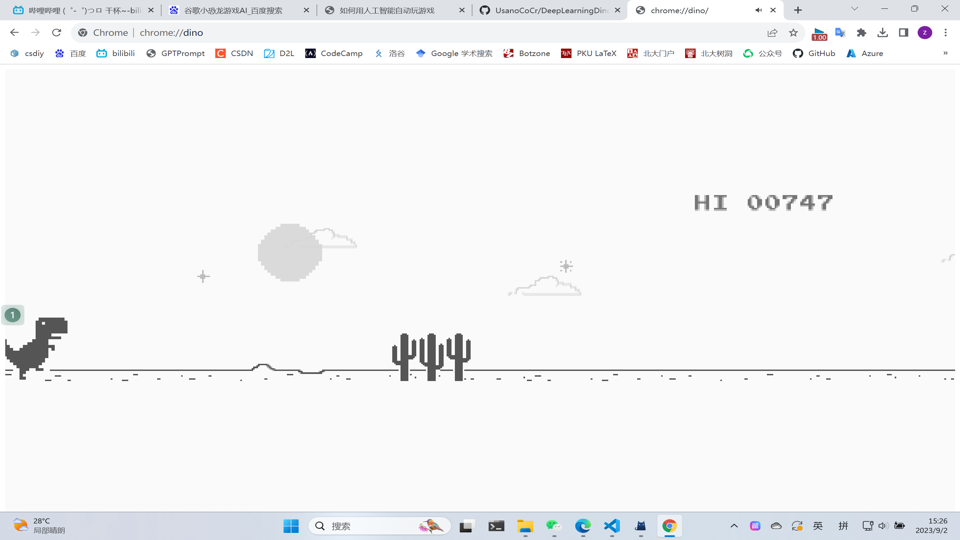 哔哩哔哩 (゜-゜)つロ 干杯~-bili
谷歌小恐龙游戏AI_百度搜索
如何用人工智能自动玩游戏
UsanoCoCr/DeepLearningDin
chrome://dino/
Chrome
chrome://dino
1.00
z
csdiy
百度
bilibili
GPTPrompt
CSDN
D2L
CodeCamp
洛谷
Google 学术搜索
Botzone
PKU LaTeX
北大门户
北大树洞
公众号
GitHub
Azure
»
HI 00747
1
28°C
局部晴朗
搜索
英
拼
15:26
2023/9/2